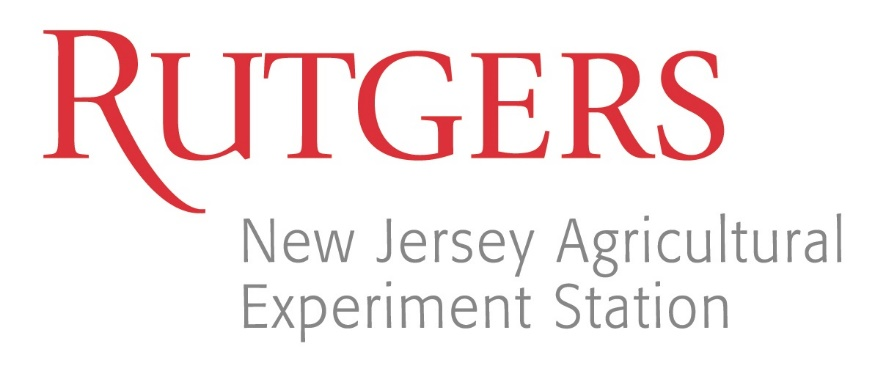 RUTGERS
New Jersey Agricultural
Experiment Station